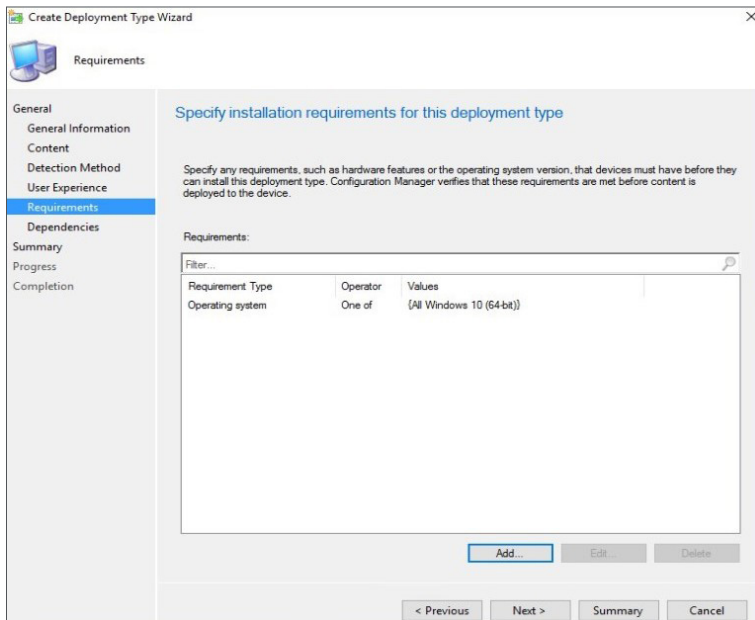 Create Deployment Type Wizard
Requirements
General
General Information
Content
Detection Method
User Experience
Requirements
Dependencies
Summary
Progress
Completion
Specify installation requirements for this deployment type
Specify any requirements, such as hardware features or the operating system version, that devices must have before they
can install this deployment type. Configuration Manager verifies that these requirements are met before content is
deployed to the device.
Requirements:
Filter...
Requirement Type Operator Values
Operating system One of {All Windows 10 (64-bit)}
Add... Edit... Delete
< Previous Next > Summary Cancel